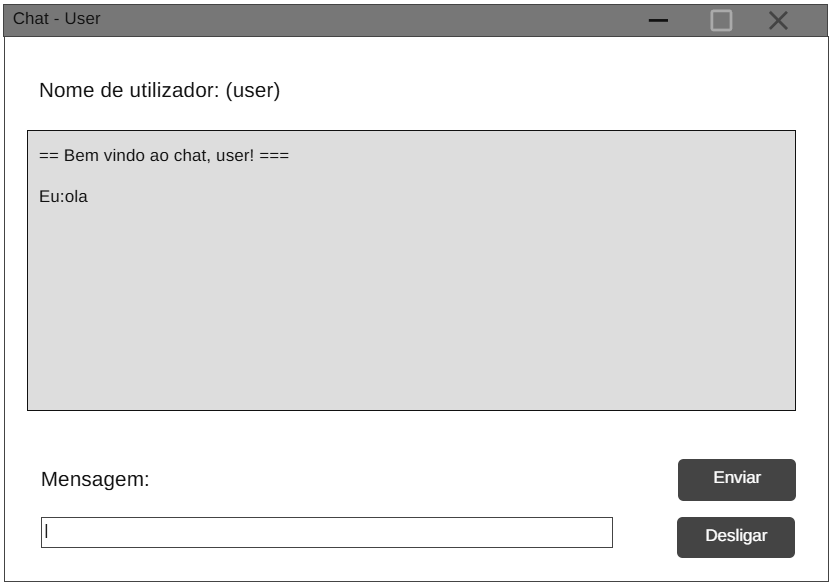 Chat - User
Nome de utilizador: (user)
== Bem vindo ao chat, user! ===
Eu:ola
Mensagem:
Enviar
Desligar